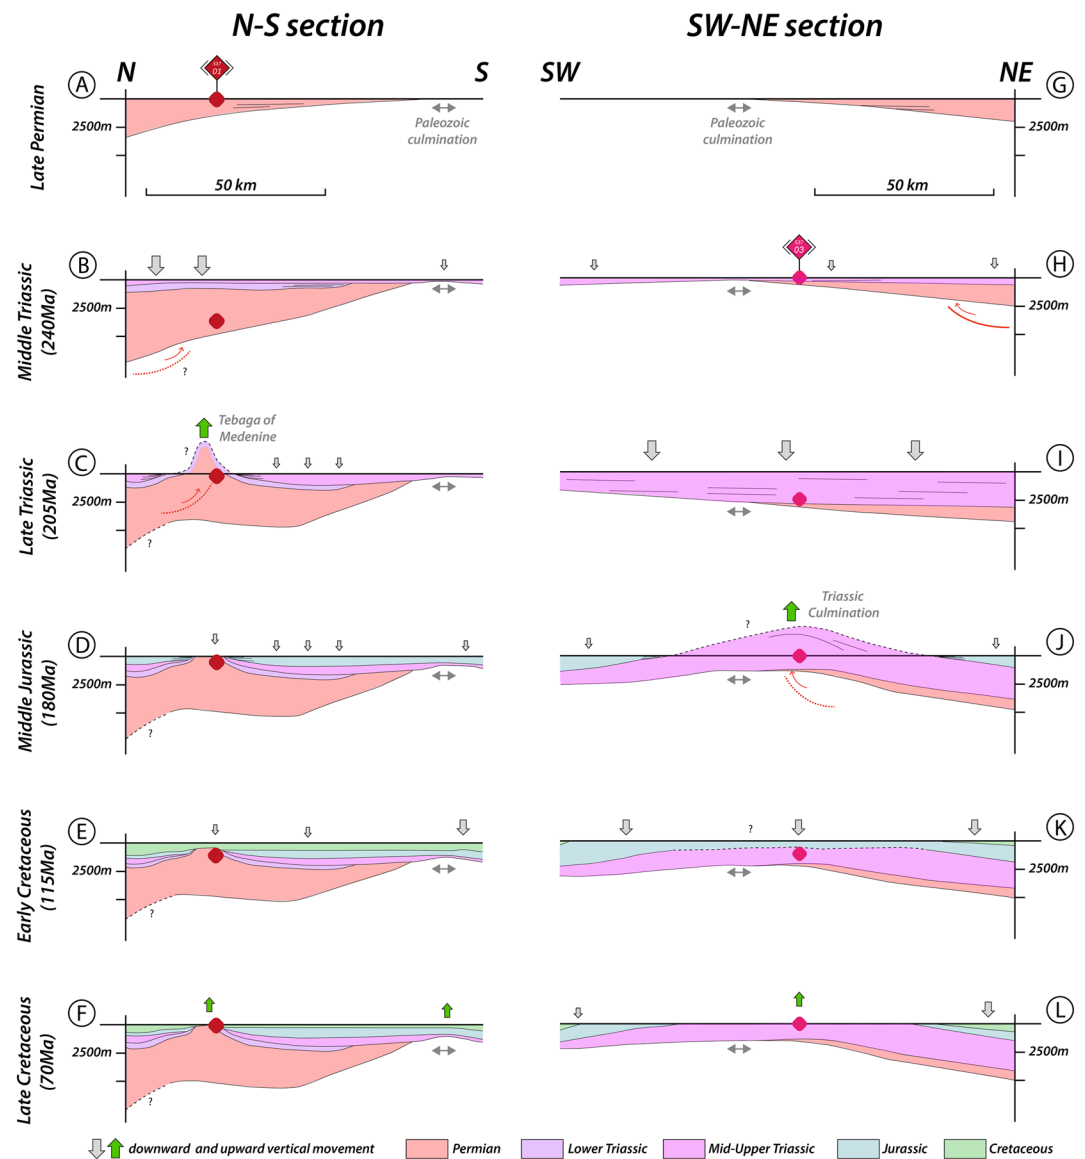 N-S section
SW-NE section
A
N
S
SW
NE
G
01
Late Permian
2500m
Paleozoic
culmination
Paleozoic
culmination
2500m
50 km
50 km
B
H
03
Middle Triassic
(240Ma)
2500m
2500m
?
Tebaga of
Medenine
?
C
I
Late Triassic
(205Ma)
2500m
2500m
?
Triassic
Culmination
?
D
J
Middle Jurassic
(180Ma)
2500m
2500m
?
E
?
K
Early Cretaceous
(115Ma)
2500m
2500m
?
F
L
Late Cretaceous
(70Ma)
2500m
2500m
?
downward and upward vertical movement
Permian
Lower Triassic
Mid-Upper Triassic
Jurassic
Cretaceous